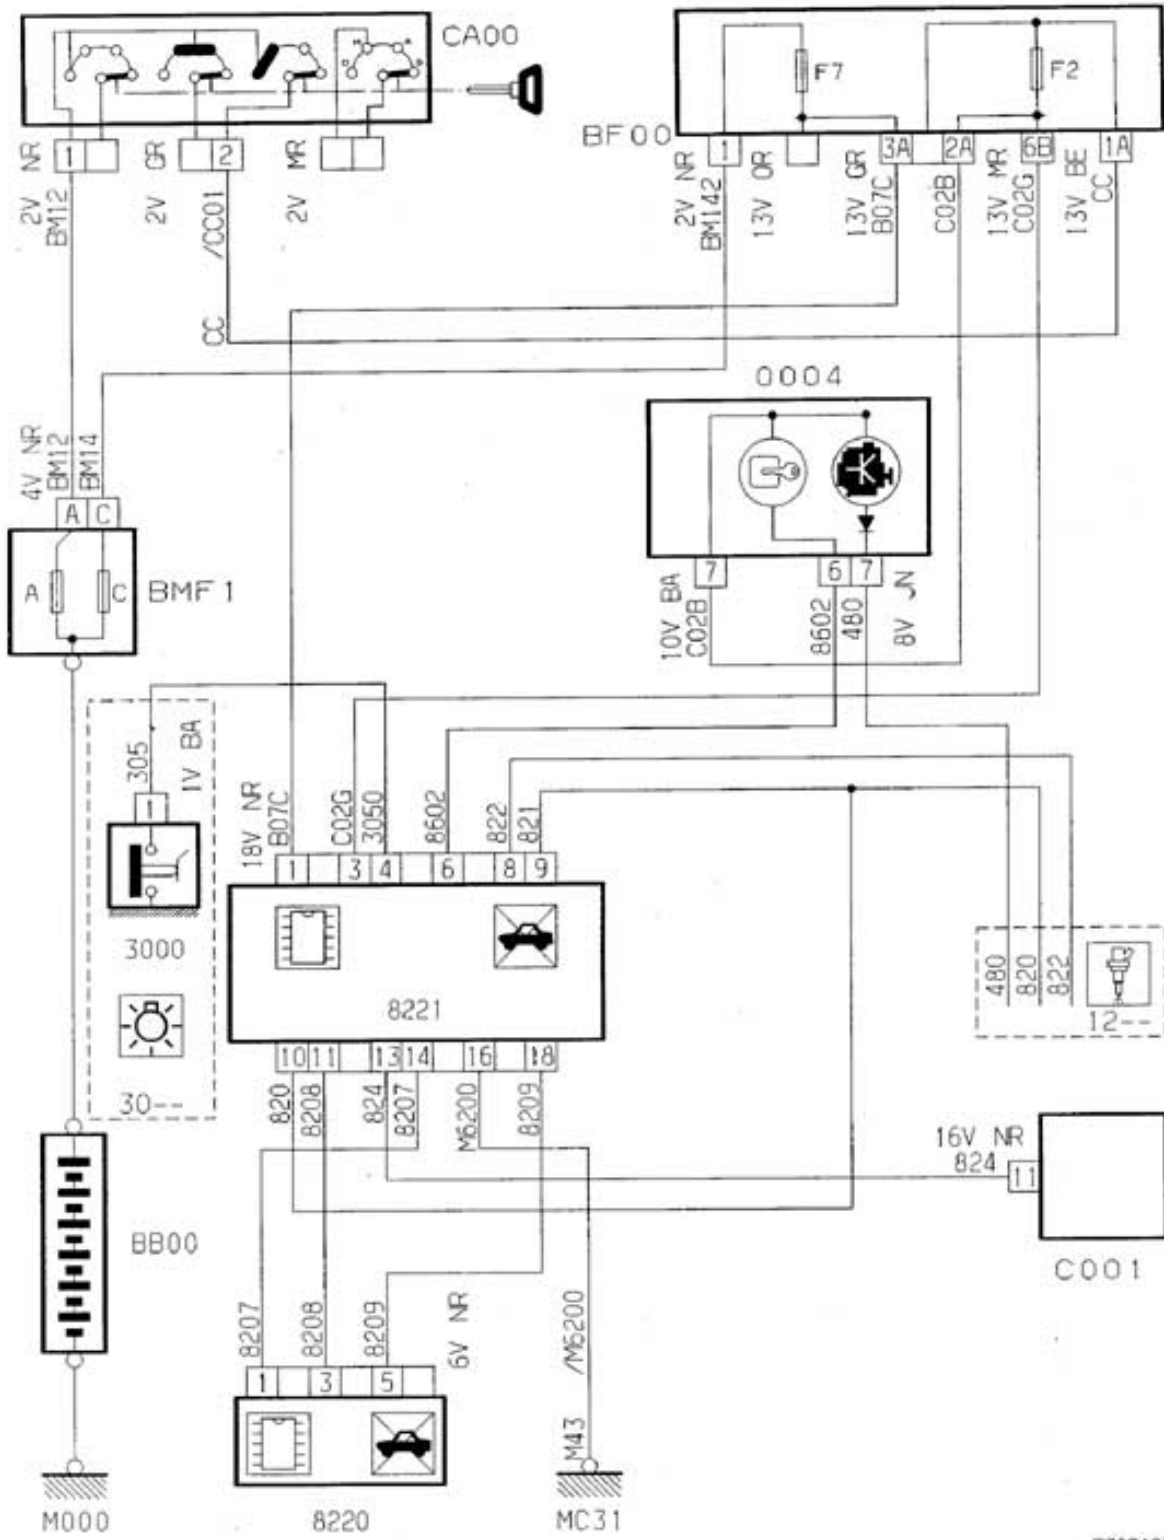 CA00
1
2
2V NR
BM12
2V GR
/CC01
2V MR
CC
F7
F2
BF00
1
3A
2A
6B
1A
2V NR
BM142
13V OR
13V GR
B07C
C02B
13V MR
C02G
13V BE
CC
0004
7
6
7
10V BA
C02B
8602
480
8V JN
4V NR
BM12
BM14
A
C
A
C
BMF1
305
1V BA
1
3000
30--
18V NR
B07C
C02G
3050
8602
822
821
1
3
4
6
8
9
8221
10
11
13
14
16
18
820
8208
824
8207
M6200
8209
480
820
822
12--
16V NR
824
11
C001
BB00
M000
8207
8208
8209
6V NR
1
3
5
8220
/M6200
M43
MC31